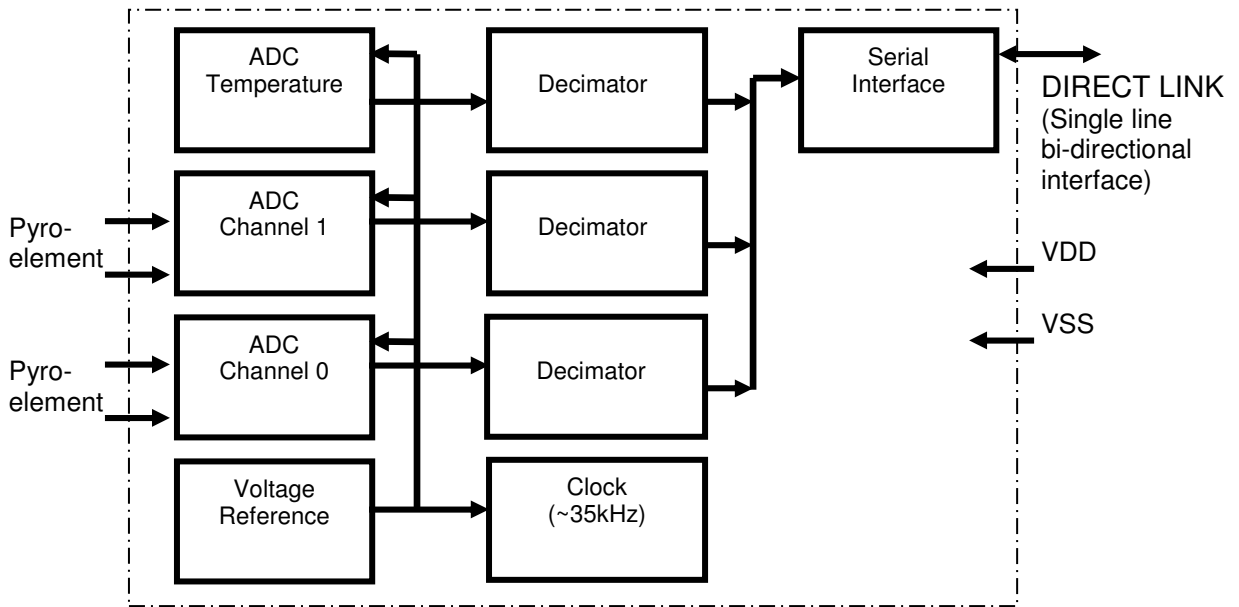 ADC
Temperature
Decimator
Serial
Interface
DIRECT LINK
(Single line
bi-directional
interface)
Pyro-
element
ADC
Channel 1
Decimator
VDD
VSS
Pyro-
element
ADC
Channel 0
Decimator
Voltage
Reference
Clock
(~35kHz)